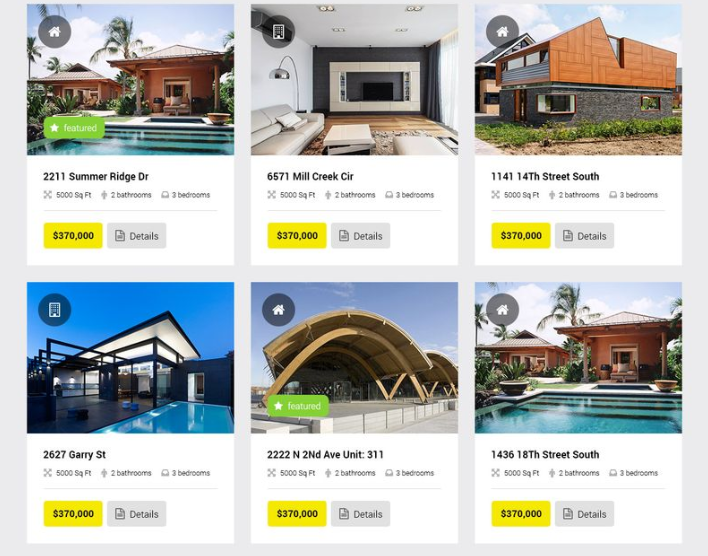 featured
2211 Summer Ridge Dr
5000 Sq Ft 2 bathrooms 3 bedrooms
$370,000 Details
6571 Mill Creek Cir
5000 Sq Ft 2 bathrooms 3 bedrooms
$370,000 Details
1141 14Th Street South
5000 Sq Ft 2 bathrooms 3 bedrooms
$370,000 Details
2627 Garry St
5000 Sq Ft 2 bathrooms 3 bedrooms
$370,000 Details
featured
2222 N 2Nd Ave Unit: 311
5000 Sq Ft 2 bathrooms 3 bedrooms
$370,000 Details
1436 18Th Street South
5000 Sq Ft 2 bathrooms 3 bedrooms
$370,000 Details